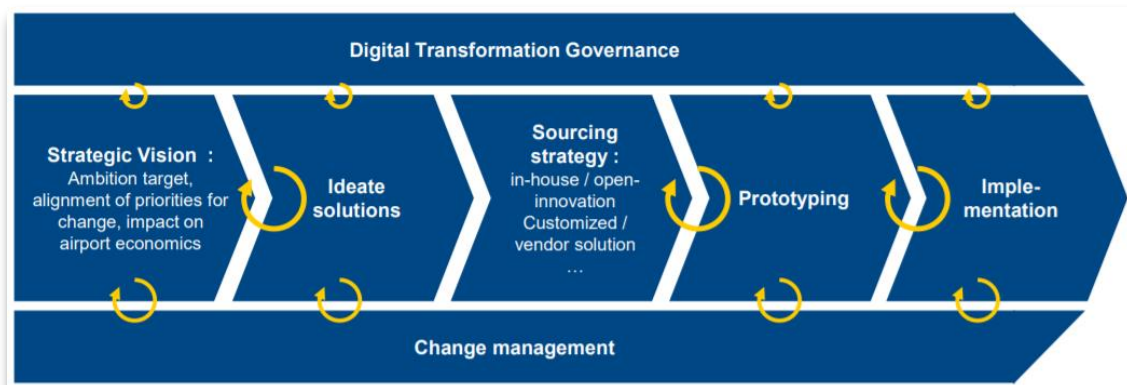 Digital Transformation Governance
Strategic Vision :
Ambition target,
alignment of priorities for
change, impact on
airport economics
Ideate
solutions
Sourcing
strategy :
in-house / open-
innovation
Customized /
vendor solution
…
Prototyping
Imple-
mentation
Change management